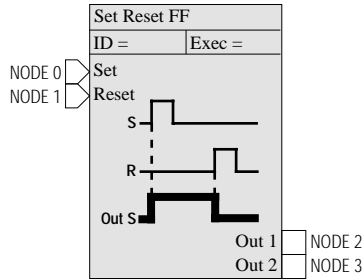 Set Reset FF
ID = Exec =
NODE 0 Set
NODE 1 Reset
S
R
Out S
Out 1 NODE 2
Out 2 NODE 3